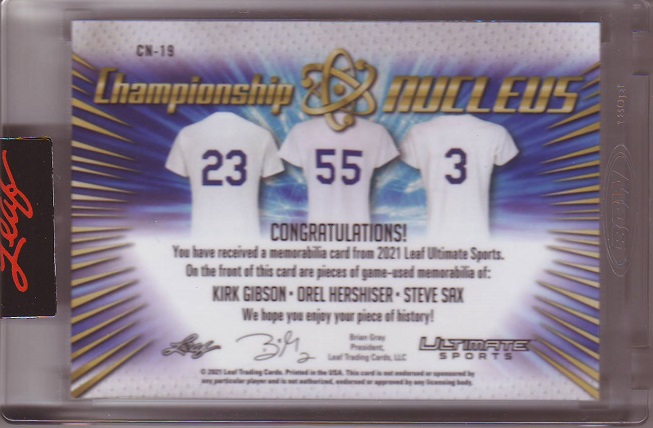 CN-19
Championship NUCLEUS
23 55 3
CONGRATULATIONS!
You have received a memorabilia card from 2021 Leaf Ultimate Sports.
On the front of this card are pieces of game-used memorabilia of:
KIRK GIBSON · OREL HERSHISER · STEVE SAX
We hope you enjoy your piece of history!
Leaf
Brian Gray
President,
Leaf Trading Cards, LLC
ULTIMATE
SPORTS
© 2021 Leaf Trading Cards. Printed in the USA. This card is not endorsed or sponsored by
any particular player and is not authorized, endorsed or approved by any licensing body.
Leaf